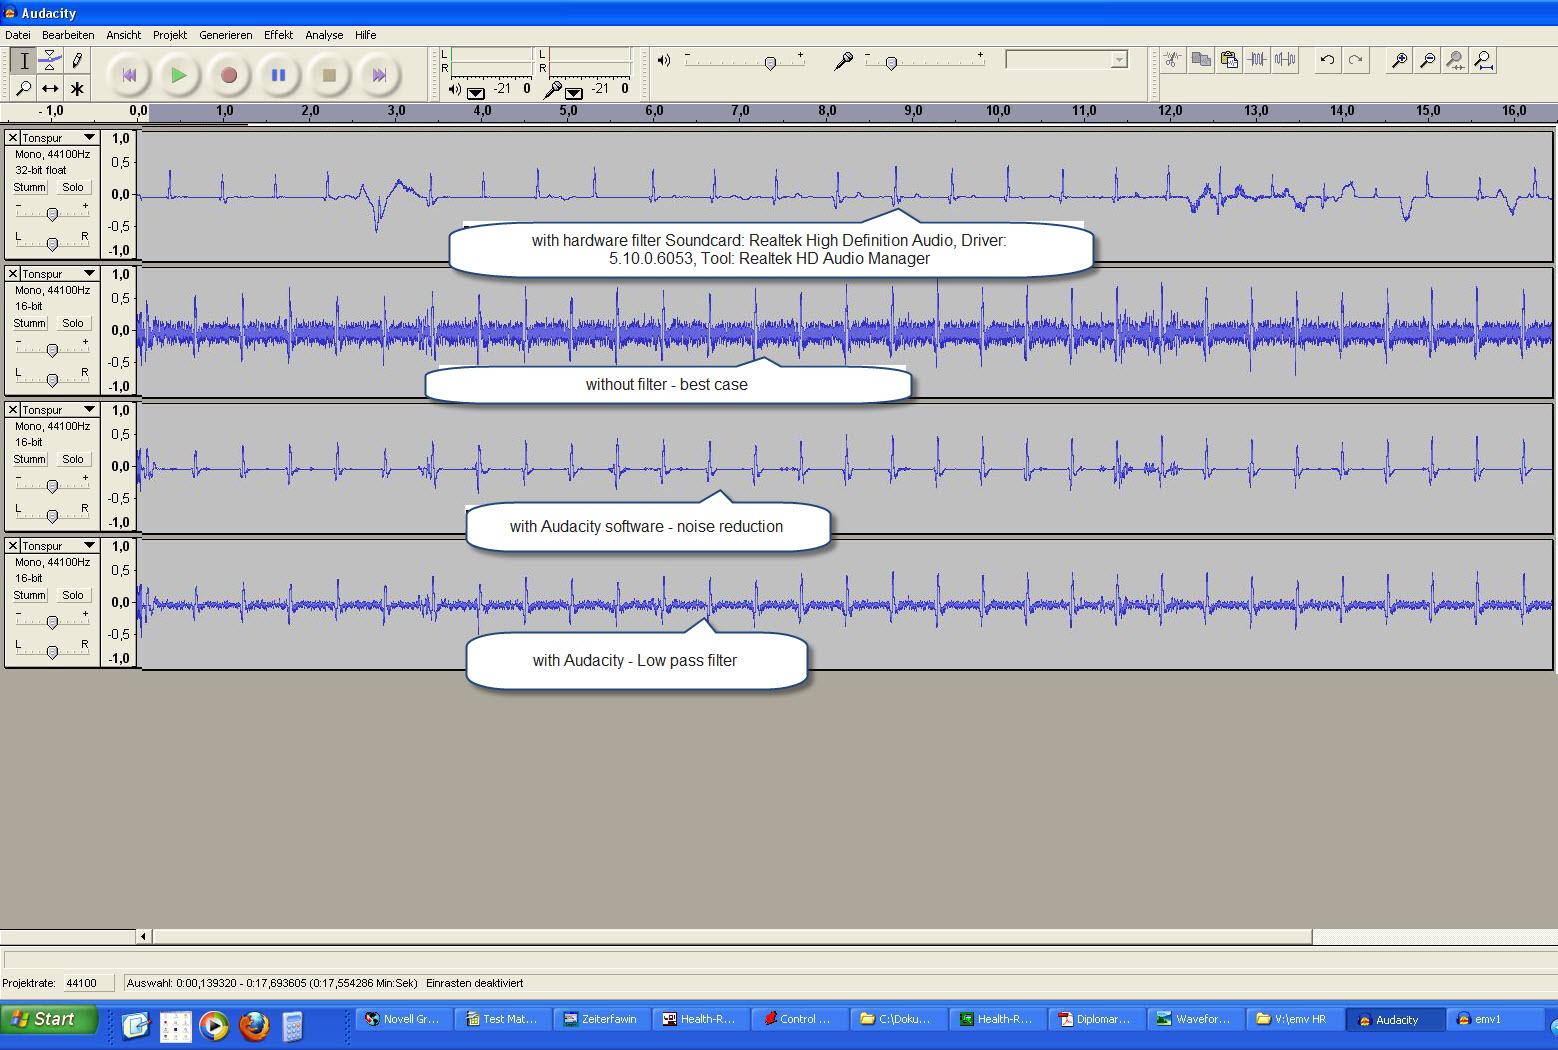 Audacity
Datei Bearbeiten Ansicht Projekt Generieren Effekt Analyse Hilfe
L L
R R
-21 0 -21 0
- + - +
- 1,0 0,0 1,0 2,0 3,0 4,0 5,0 6,0 7,0 8,0 9,0 10,0 11,0 12,0 13,0 14,0 15,0 16,0
X Tonspur 1,0
Mono, 44100Hz 0,5
32-bit float
Stumm Solo 0,0
- +
L R -0,5
-1,0
with hardware filter Soundcard: Realtek High Definition Audio, Driver:
5.10.0.6053, Tool: Realtek HD Audio Manager
X Tonspur 1,0
Mono, 44100Hz 0,5
16-bit
Stumm Solo 0,0
- +
L R -0,5
-1,0
without filter - best case
X Tonspur 1,0
Mono, 44100Hz 0,5
16-bit
Stumm Solo 0,0
- +
L R -0,5
-1,0
with Audacity software - noise reduction
X Tonspur 1,0
Mono, 44100Hz 0,5
16-bit
Stumm Solo 0,0
- +
L R -0,5
-1,0
with Audacity - Low pass filter
Projektrate: 44100 Auswahl: 0:00,139320 - 0:17,693605 (0:17,554286 Min:Sek) Einrasten deaktiviert
Start Novell Gr... Test Mat... Zeiterfawin Health-R... Control ... C:\Doku... Health-R... Diplomar... Wavefor... V:\emv HR Audacity emv1